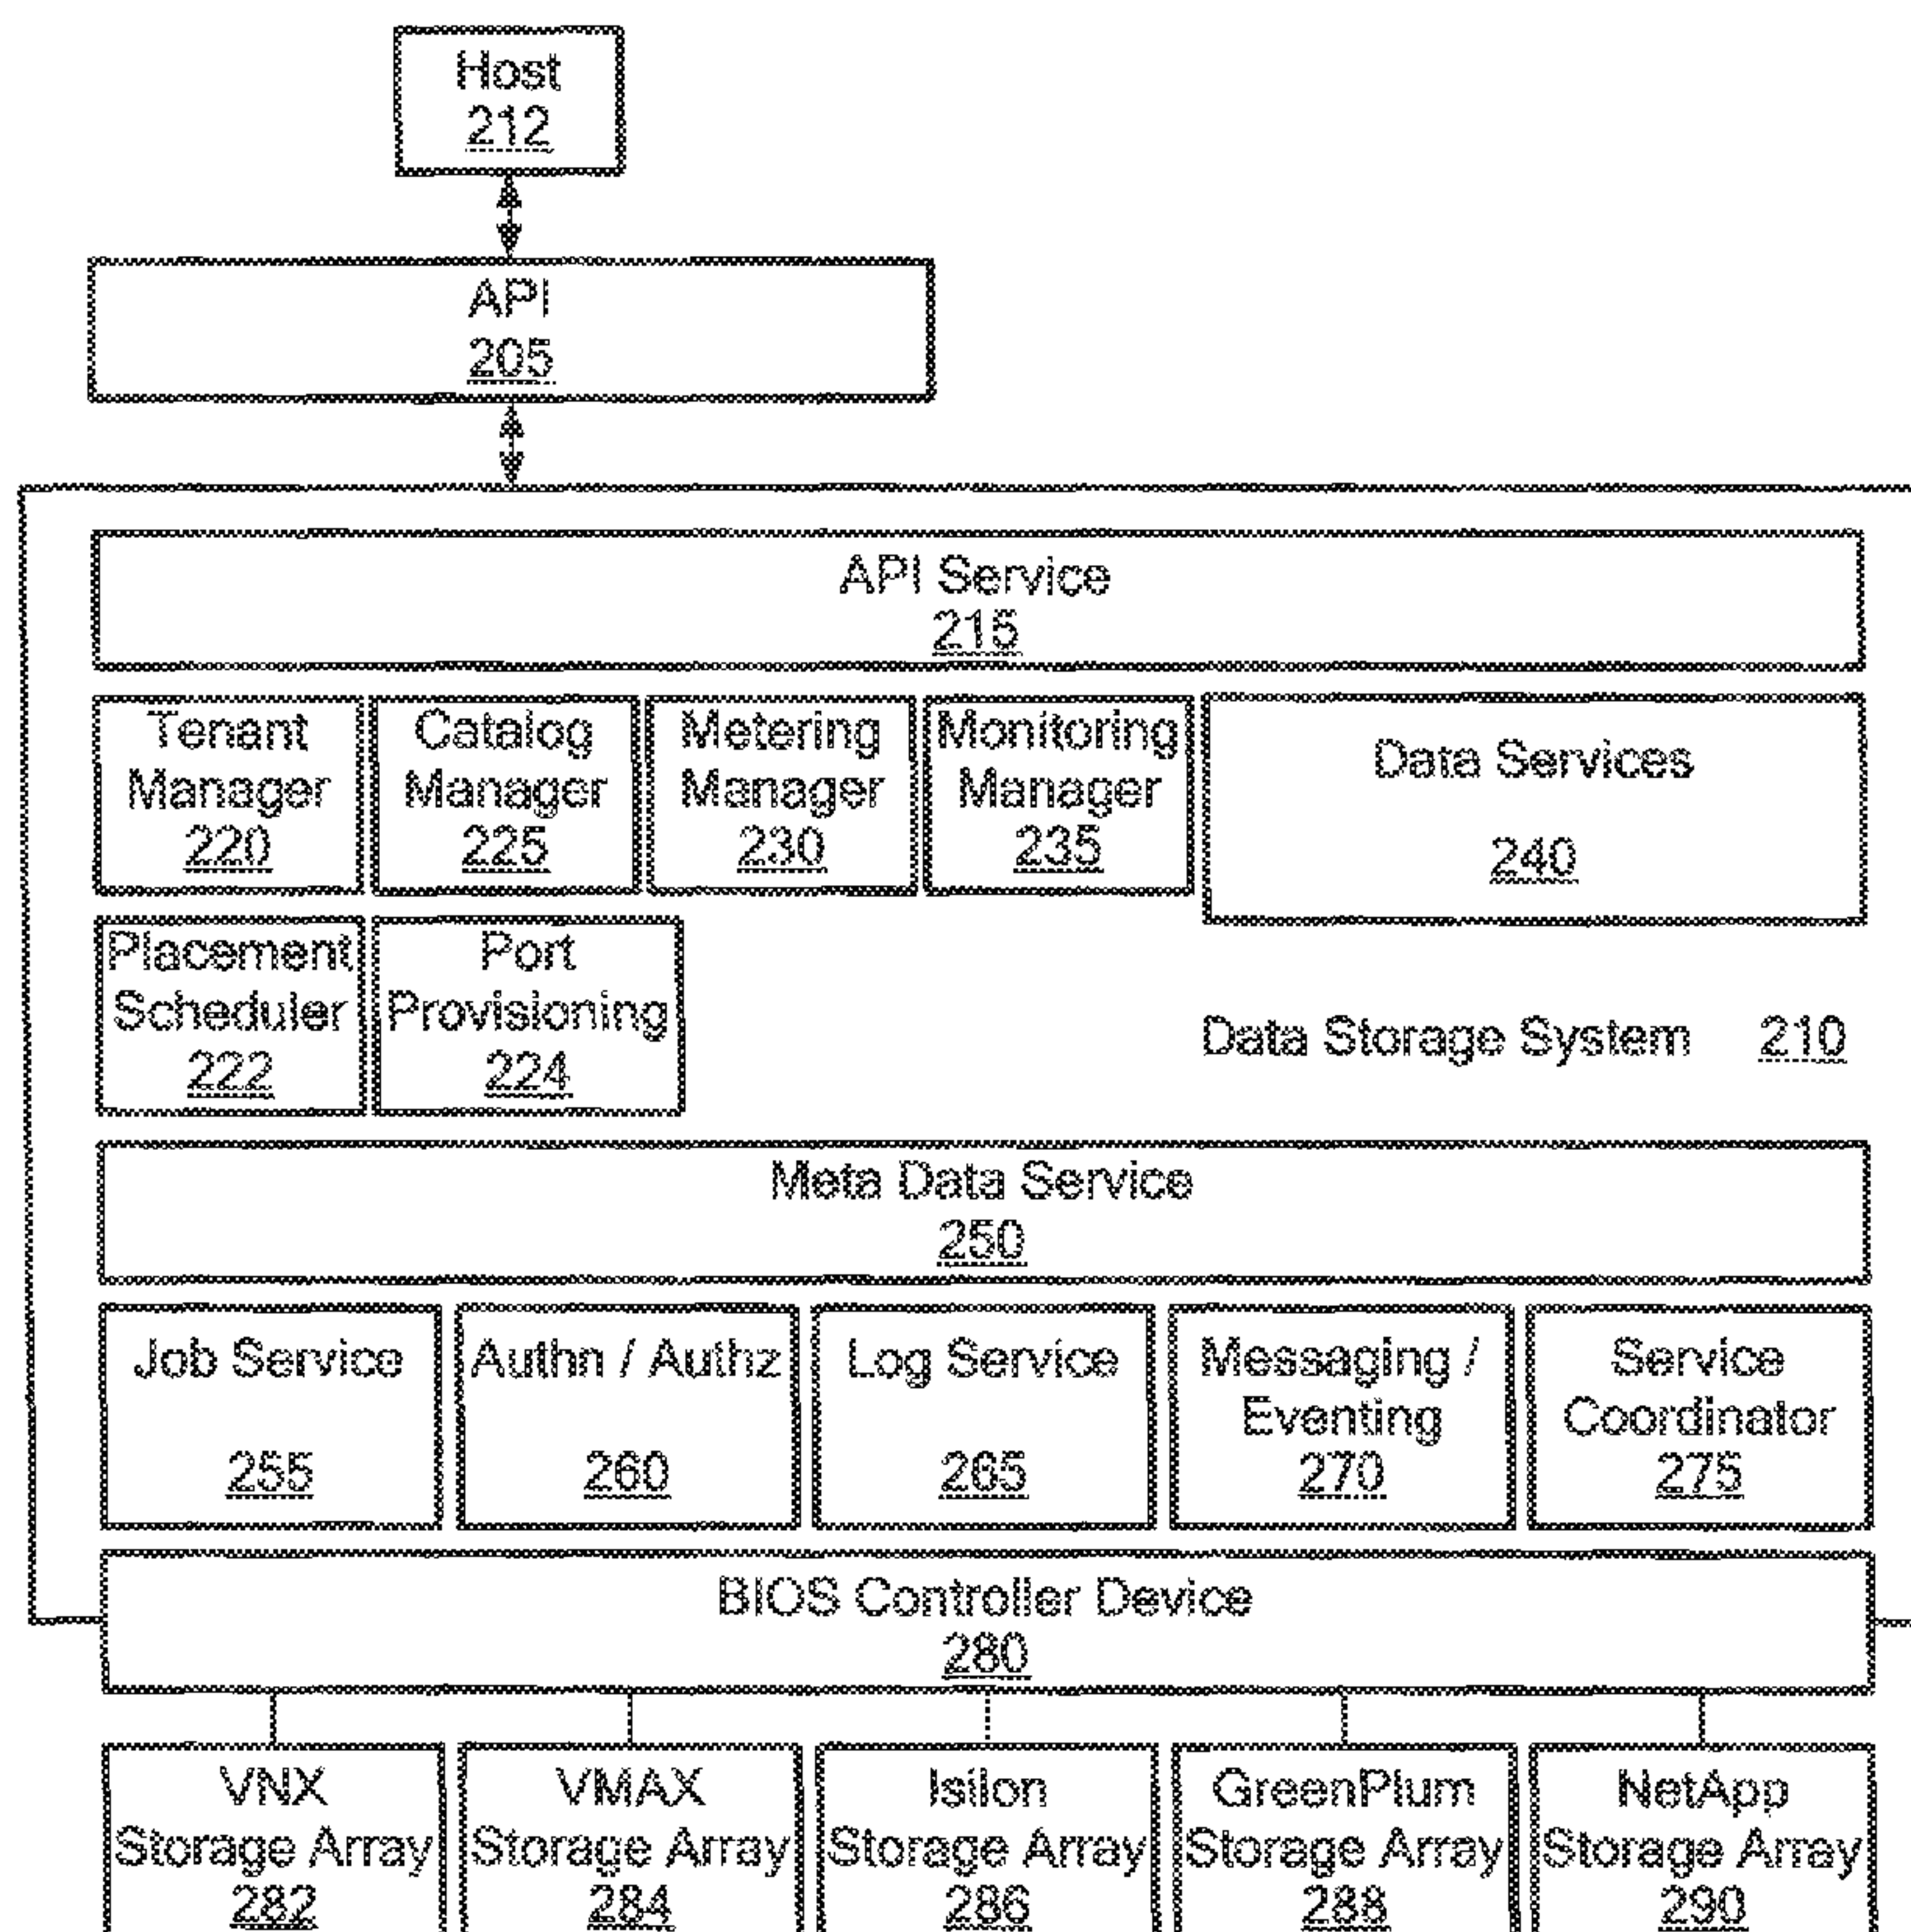 Host
212
API
205
API Service
215
Tenant
Manager
220
Catalog
Manager
225
Metering
Manager
230
Monitoring
Manager
235
Data Services
240
Placement
Scheduler
222
Port
Provisioning
224
Data Storage System 210
Meta Data Service
250
Job Service
255
Authn / Authz
260
Log Service
265
Messaging /
Eventing
270
Service
Coordinator
275
BIOS Controller Device
280
VNX
Storage Array
282
VMAX
Storage Array
284
Isilon
Storage Array
286
GreenPlum
Storage Array
288
NetApp
Storage Array
290